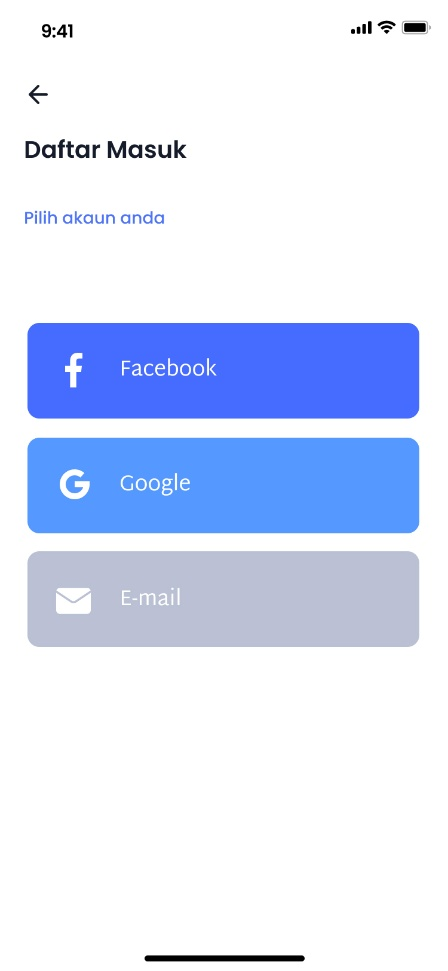 9:41
Daftar Masuk
Pilih akaun anda
Facebook
Google
E-mail